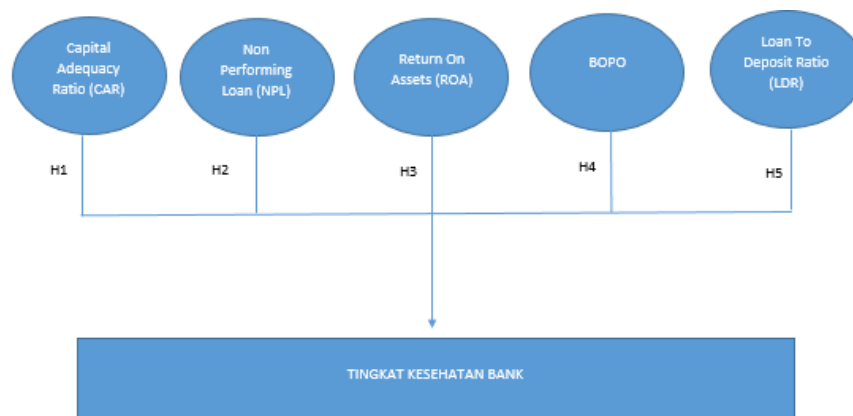 Capital
Adequacy
Ratio (CAR)
Non
Performing
Loan (NPL)
Return On
Assets (ROA)
BOPO
Loan To
Deposit Ratio
(LDR)
H1
H2
H3
H4
H5
TINGKAT KESEHATAN BANK